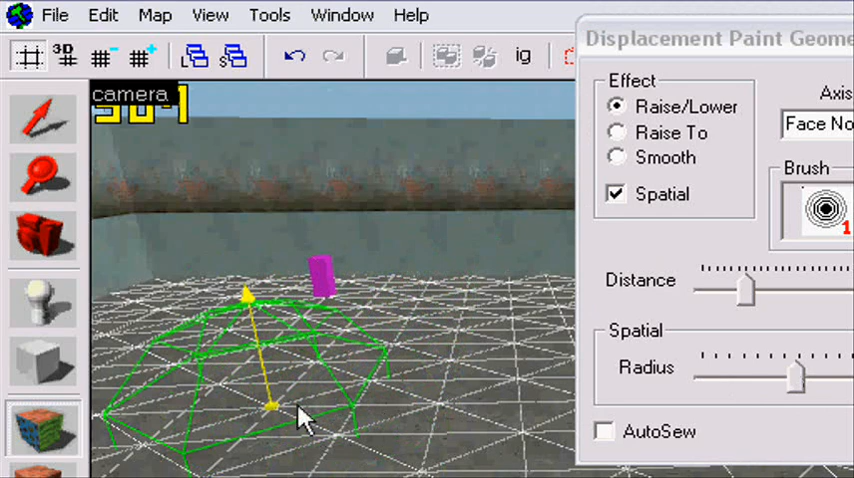 File Edit Map View Tools Window Help
3D L S ig
camera
Displacement Paint Geome
Effect
Raise/Lower
Raise To
Smooth
Spatial
Axis
Face No
Brush
1
Distance
Spatial
Radius
AutoSew